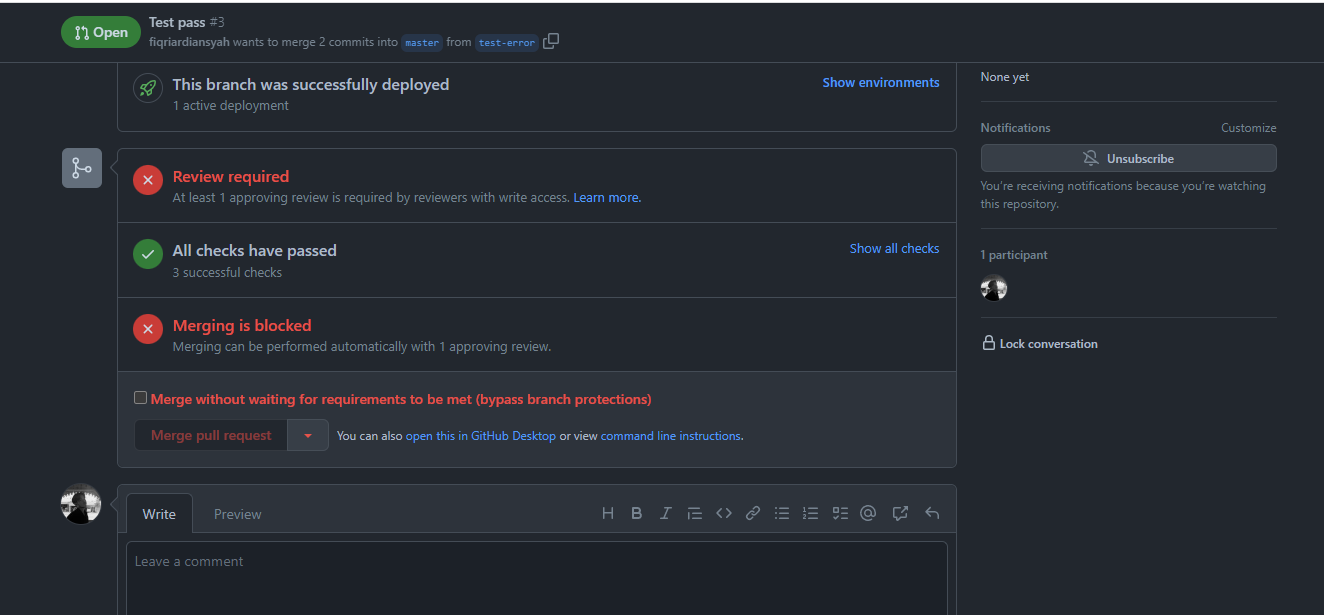 Open
Test pass #3
fiqriardiansyah wants to merge 2 commits into master from test-error
This branch was successfully deployed
1 active deployment
Show environments
Review required
At least 1 approving review is required by reviewers with write access. Learn more.
All checks have passed
3 successful checks
Show all checks
Merging is blocked
Merging can be performed automatically with 1 approving review.
Merge without waiting for requirements to be met (bypass branch protections)
Merge pull request
You can also open this in GitHub Desktop or view command line instructions.
Write
Preview
Leave a comment
None yet
Notifications
Customize
Unsubscribe
You're receiving notifications because you're watching
this repository.
1 participant
Lock conversation